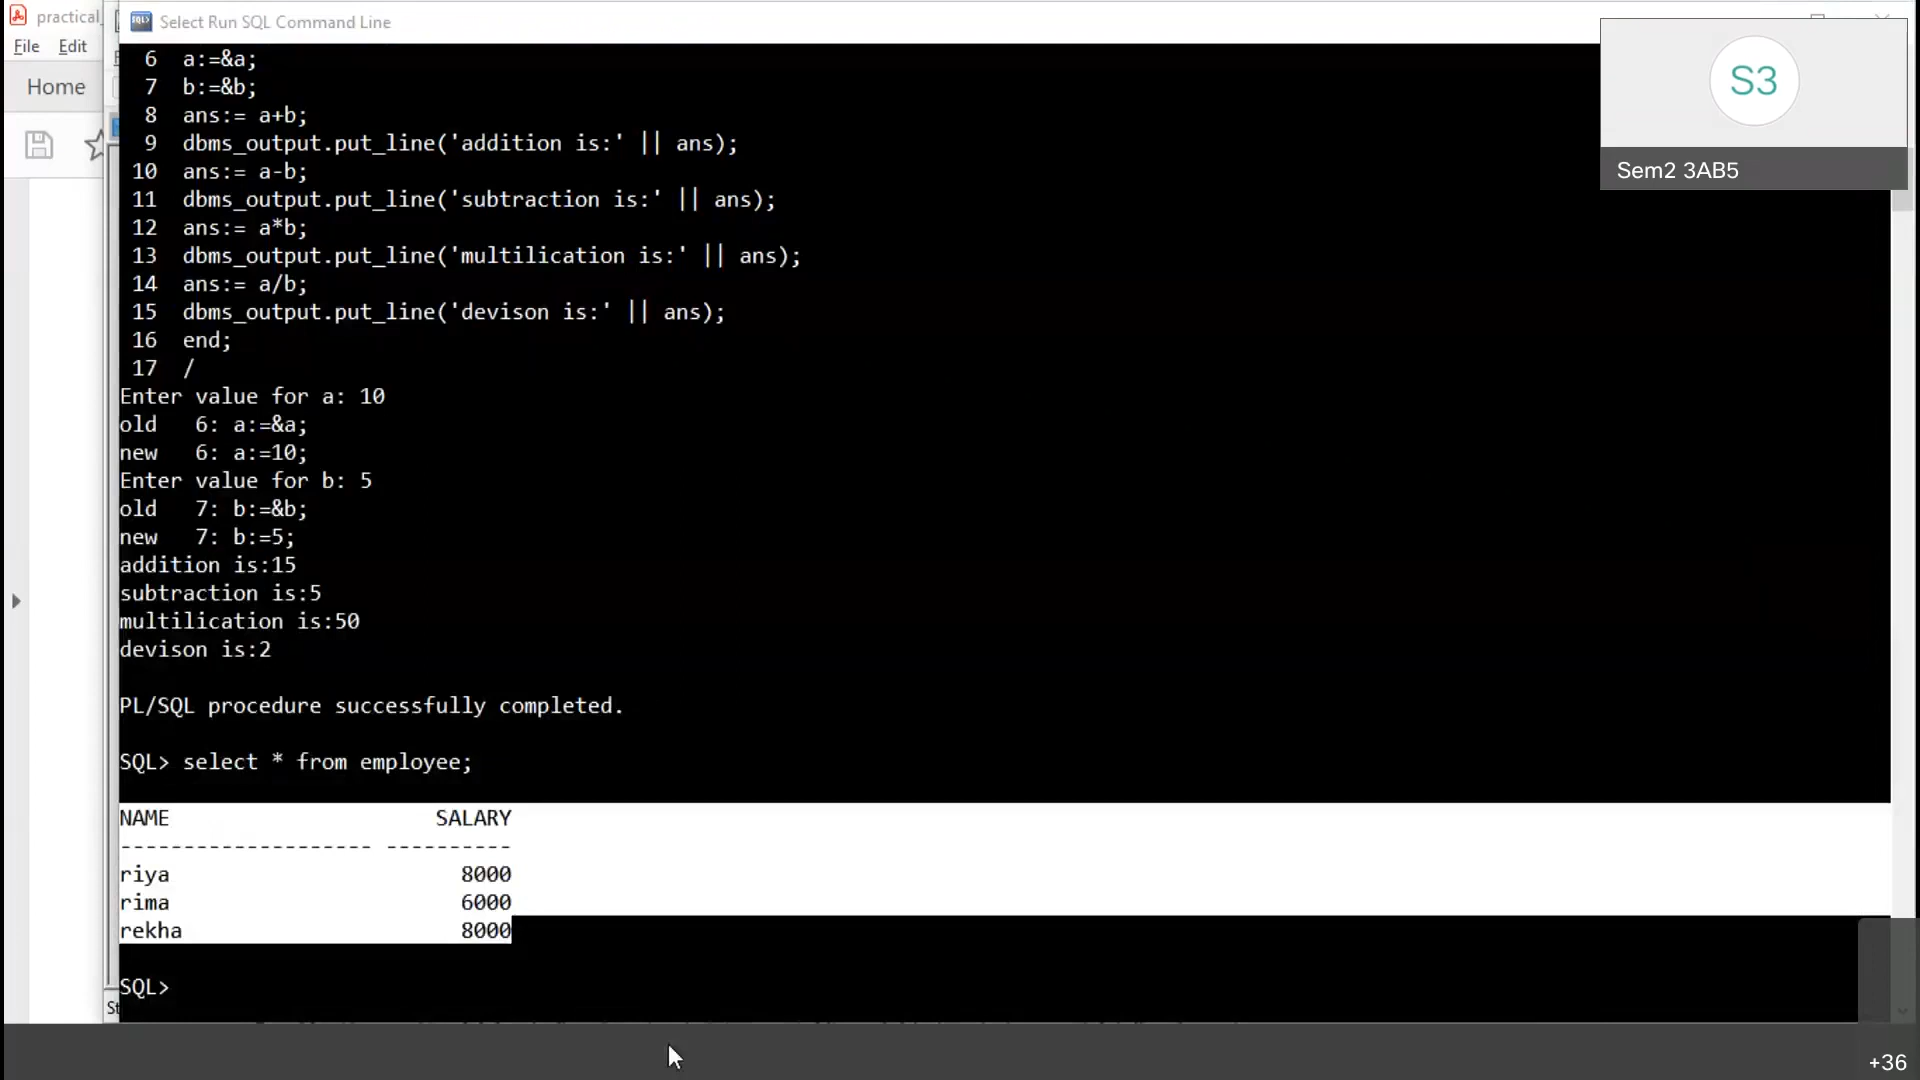 practical_
Select Run SQL Command Line
File Edit
Home
6 a:=&a;
7 b:=&b;
8 ans:= a+b;
9 dbms_output.put_line('addition is:' || ans);
10 ans:= a-b;
11 dbms_output.put_line('subtraction is:' || ans);
12 ans:= a*b;
13 dbms_output.put_line('multilication is:' || ans);
14 ans:= a/b;
15 dbms_output.put_line('devison is:' || ans);
16 end;
17 /
Enter value for a: 10
old 6: a:=&a;
new 6: a:=10;
Enter value for b: 5
old 7: b:=&b;
new 7: b:=5;
addition is:15
subtraction is:5
multilication is:50
devison is:2
PL/SQL procedure successfully completed.
SQL> select * from employee;
NAME SALARY
-------------------- ----------
riya 8000
rima 6000
rekha 8000
SQL>
St
S3
Sem2 3AB5
+36